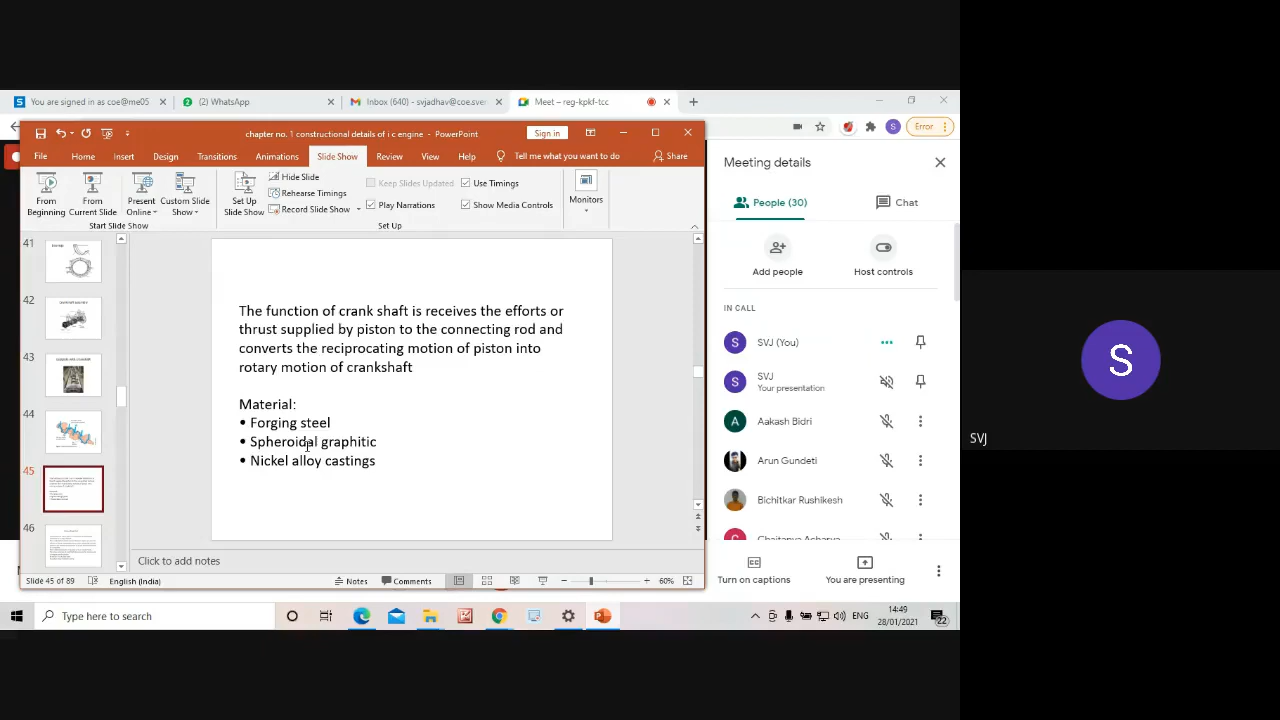 You are signed in as coe@me05
(2) WhatsApp
Inbox (640) - svjadhav@coe.sve
Meet – reg-kpkf-tcc
chapter no. 1 constructional details of i c engine - PowerPoint
Sign in
Error
File Home Insert Design Transitions Animations Slide Show Review View Help Tell me what you want to do Share
From Beginning
From Current Slide
Present Online
Custom Slide Show
Set Up Slide Show
Hide Slide
Rehearse Timings
Record Slide Show
Keep Slides Updated
Play Narrations
Use Timings
Show Media Controls
Monitors
Start Slide Show
Set Up
41
42
43
44
45
46
The function of crank shaft is receives the efforts or
thrust supplied by piston to the connecting rod and
converts the reciprocating motion of piston into
rotary motion of crankshaft
Material:
• Forging steel
• Spheroidal graphitic
• Nickel alloy castings
Click to add notes
Slide 45 of 89 English (India) Notes Comments 60%
Meeting details
People (30)
Chat
Add people
Host controls
IN CALL
S SVJ (You)
S SVJ
Your presentation
A Aakash Bidri
Arun Gundeti
Bichitkar Rushikesh
C Chaitanya Acharya
Turn on captions
You are presenting
Type here to search
ENG
14:49
28/01/2021
22
S
SVJ